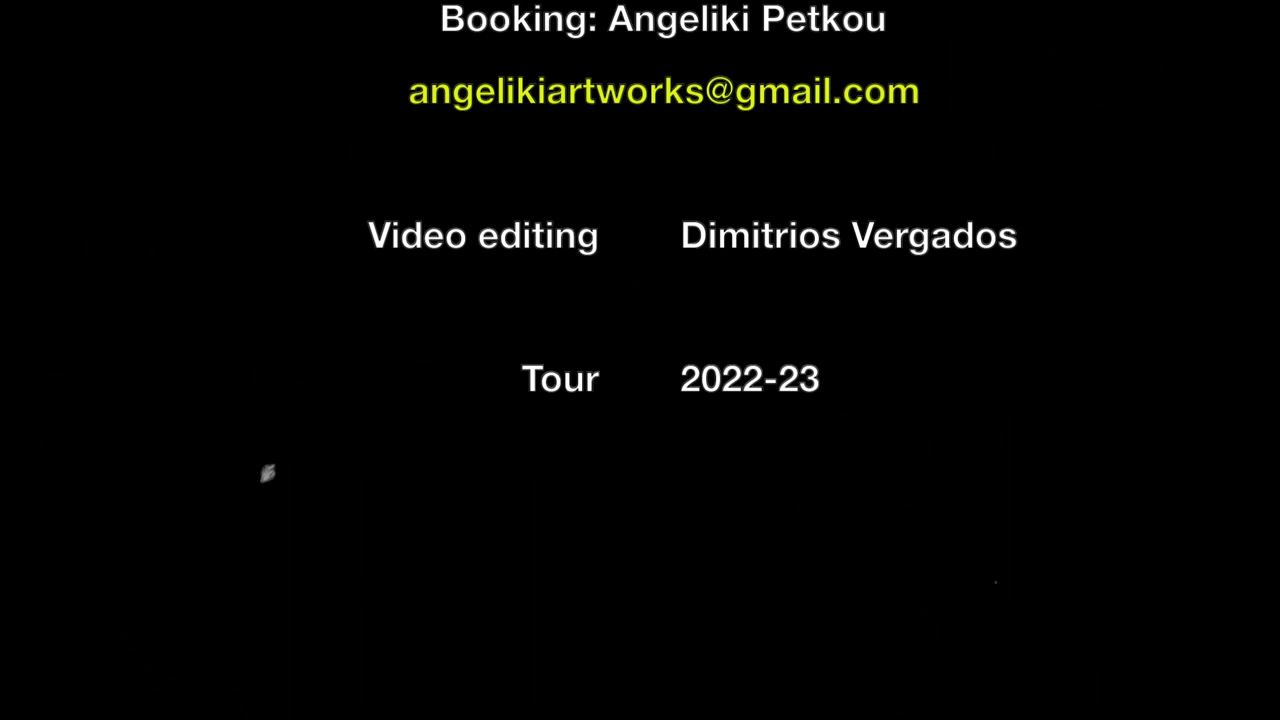 Booking: Angeliki Petkou
angelikiartworks@gmail.com
Video editing Dimitrios Vergados
Tour 2022-23